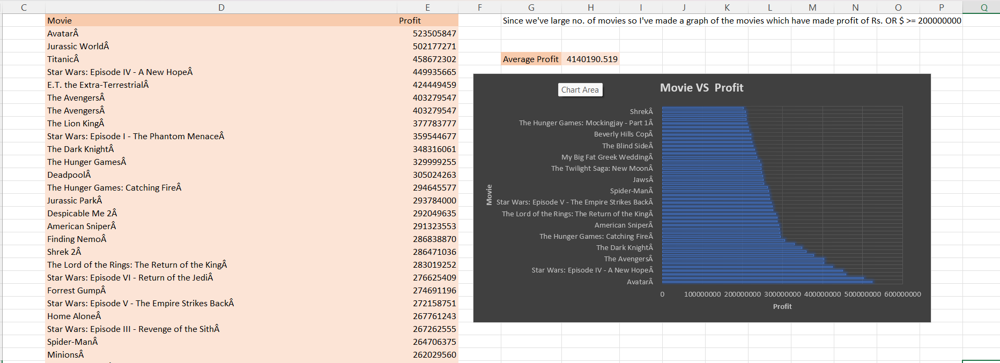 C D E F G H I J K L M N O P Q
Movie Profit
Since we've large no. of movies so I've made a graph of the movies which have made profit of Rs. OR $ >= 200000000
AvatarÂ 523505847
Jurassic WorldÂ 502177271
TitanicÂ 458672302
Average Profit 4140190.519
Star Wars: Episode IV - A New HopeÂ 449935665
E.T. the Extra-TerrestrialÂ 424449459
The AvengersÂ 403279547
The AvengersÂ 403279547
The Lion KingÂ 377783777
Star Wars: Episode I - The Phantom MenaceÂ 359544677
The Dark KnightÂ 348316061
The Hunger GamesÂ 329999255
DeadpoolÂ 305024263
The Hunger Games: Catching FireÂ 294645577
Jurassic ParkÂ 293784000
Despicable Me 2Â 292049635
American SniperÂ 291323553
Finding NemoÂ 286838870
Shrek 2Â 286471036
The Lord of the Rings: The Return of the KingÂ 283019252
Star Wars: Episode VI - Return of the JediÂ 276625409
Forrest GumpÂ 274691196
Star Wars: Episode V - The Empire Strikes BackÂ 272158751
Home AloneÂ 267761243
Star Wars: Episode III - Revenge of the SithÂ 267262555
Spider-ManÂ 264706375
MinionsÂ 262029560
Chart Area
Movie VS Profit
Movie
ShrekÂ
The Hunger Games: Mockingjay - Part 1Â
Beverly Hills CopÂ
The Blind SideÂ
My Big Fat Greek WeddingÂ
The Twilight Saga: New MoonÂ
JawsÂ
Spider-ManÂ
Star Wars: Episode V - The Empire Strikes BackÂ
The Lord of the Rings: The Return of the KingÂ
American SniperÂ
The Hunger Games: Catching FireÂ
The Dark KnightÂ
The AvengersÂ
Star Wars: Episode IV - A New HopeÂ
AvatarÂ
0 100000000 200000000 300000000 400000000 500000000 600000000
Profit